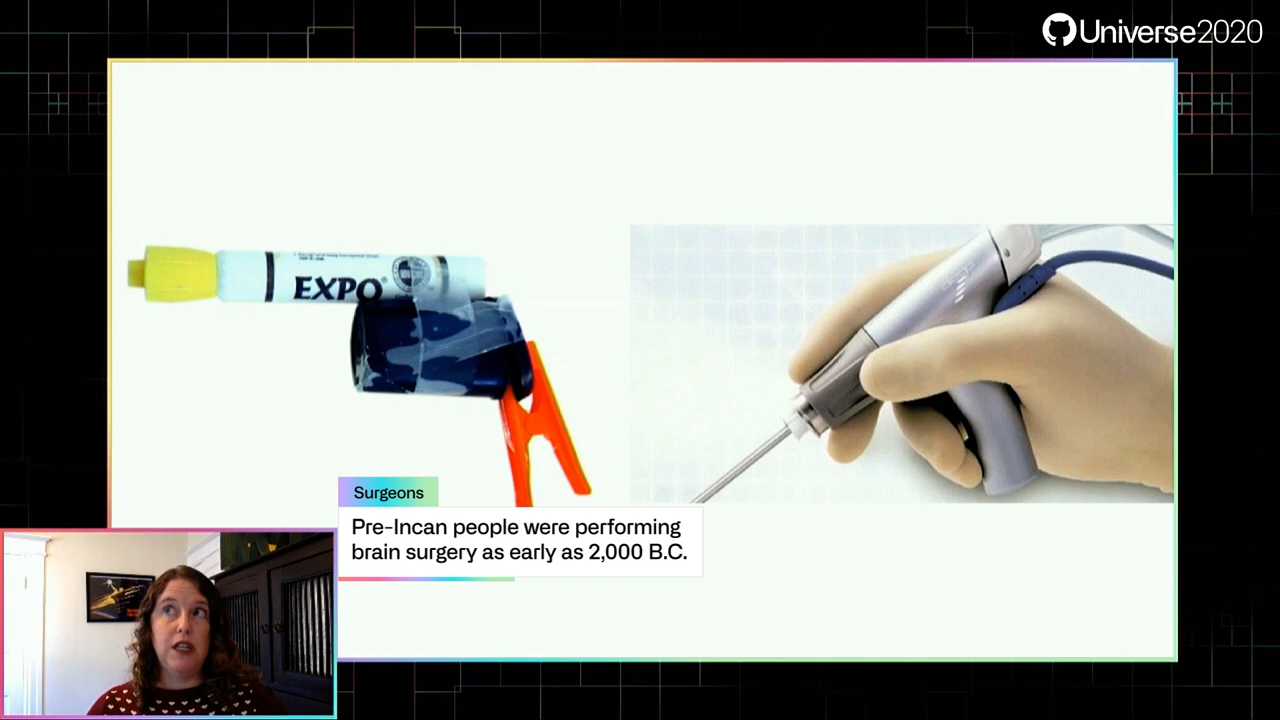 Universe2020
EXPO
Surgeons
Pre-Incan people were performing
brain surgery as early as 2,000 B.C.